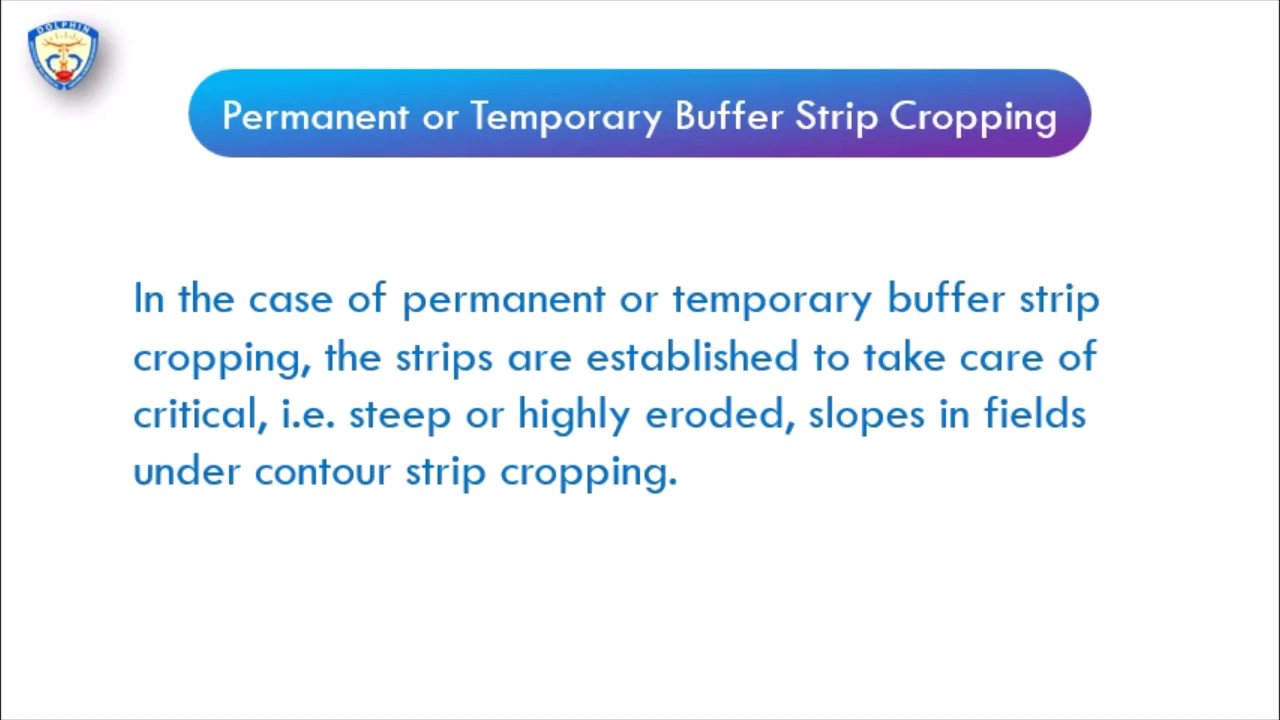 DOLPHIN
Permanent or Temporary Buffer Strip Cropping
In the case of permanent or temporary buffer strip
cropping, the strips are established to take care of
critical, i.e. steep or highly eroded, slopes in fields
under contour strip cropping.